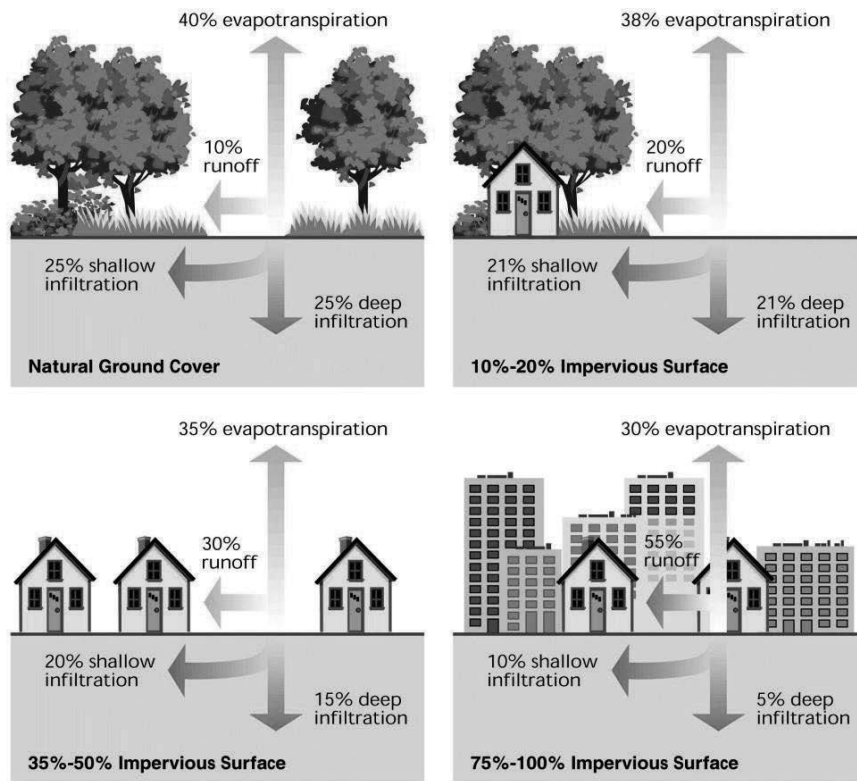 40% evapotranspiration
10%
runoff
25% shallow
infiltration
25% deep
infiltration
Natural Ground Cover
38% evapotranspiration
20%
runoff
21% shallow
infiltration
21% deep
infiltration
10%-20% Impervious Surface
35% evapotranspiration
30%
runoff
20% shallow
infiltration
15% deep
infiltration
35%-50% Impervious Surface
30% evapotranspiration
55%
runoff
10% shallow
infiltration
5% deep
infiltration
75%-100% Impervious Surface